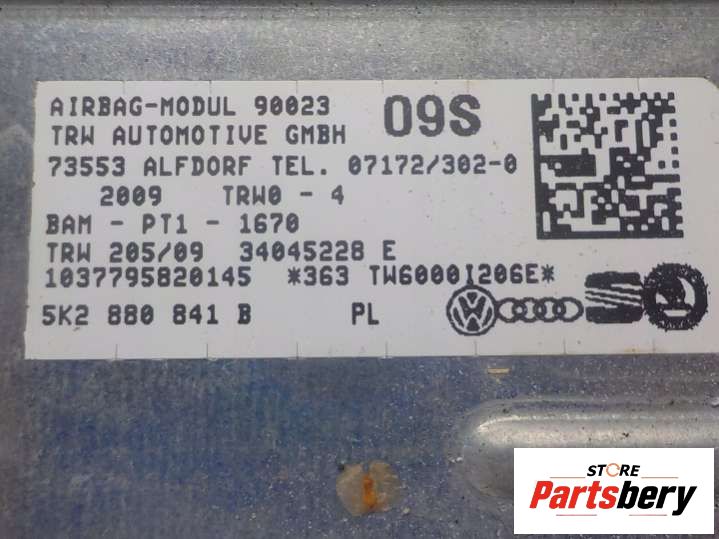 AIRBAG-MODUL 90023 09S
TRW AUTOMOTIVE GMBH
73553 ALFDORF TEL. 07172/302-0
2009 TRW0 - 4
BAM - PT1 - 1670
TRW 205/09 34045228 E
1037795820145 *363 TW6000I206E*
5K2 880 841 B PL
STORE
Partsbery